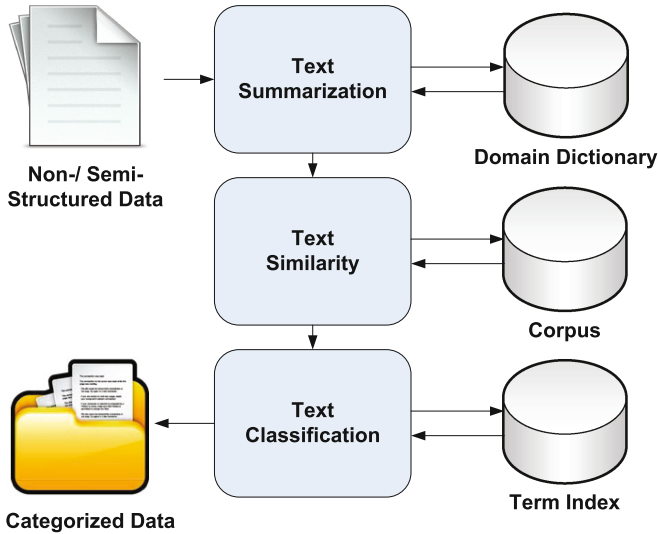 Text
Summarization
Domain Dictionary
Non-/ Semi-
Structured Data
Text
Similarity
Corpus
Text
Classification
Term Index
Categorized Data